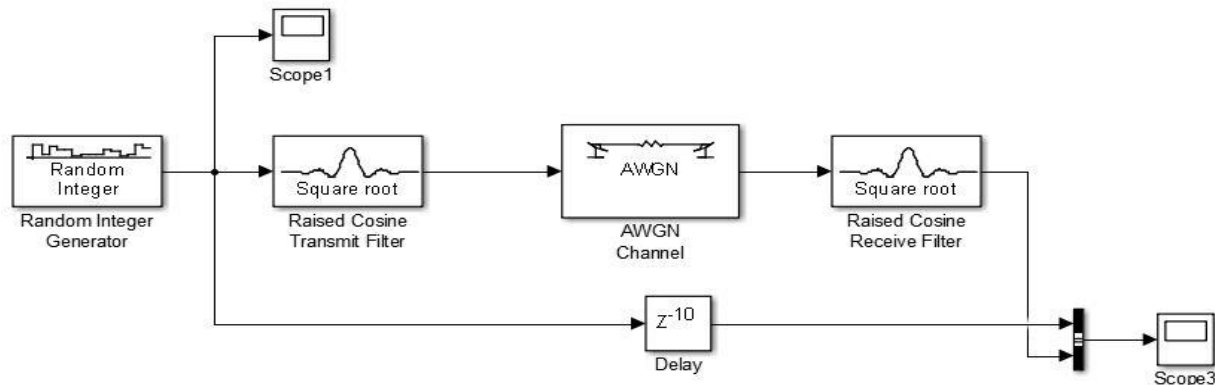 Scope1
Random
Integer
Random Integer
Generator
Square root
Raised Cosine
Transmit Filter
AWGN
AWGN
Channel
Square root
Raised Cosine
Receive Filter
Z-10
Delay
Scope3